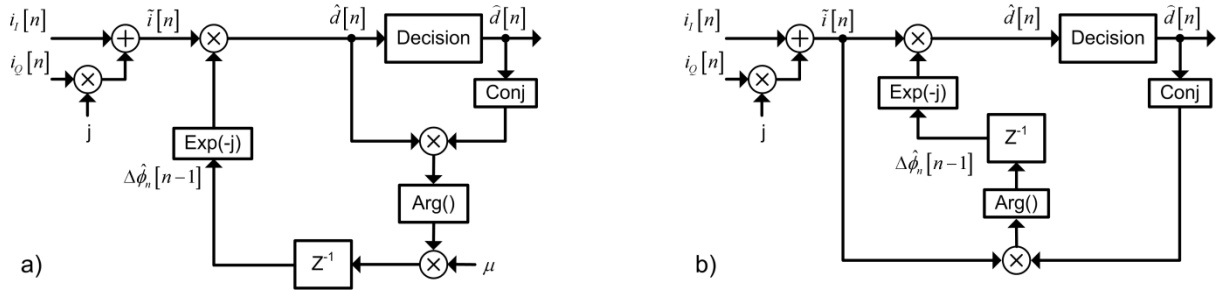 i_I[n]
ĩ[n]
d̂[n]
d̑[n]
Decision
i_Q[n]
j
Conj
Exp(-j)
Δϕ̂_n[n−1]
Arg()
Z⁻¹
μ
a)
i_I[n]
ĩ[n]
d̂[n]
d̑[n]
Decision
i_Q[n]
j
Exp(-j)
Conj
Z⁻¹
Δϕ̂_n[n−1]
Arg()
b)